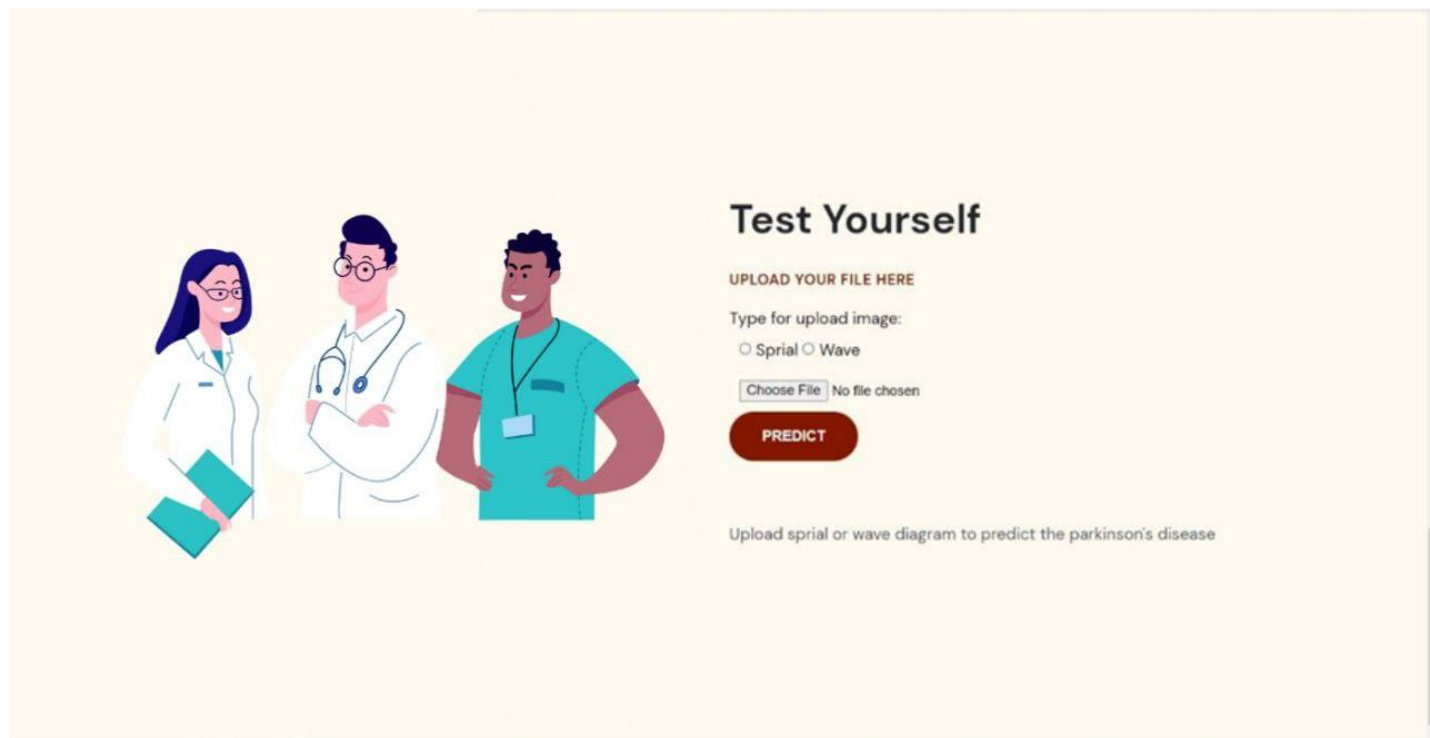 Test Yourself
UPLOAD YOUR FILE HERE
Type for upload image:
Sprial Wave
Choose File No file chosen
PREDICT
Upload sprial or wave diagram to predict the parkinson's disease